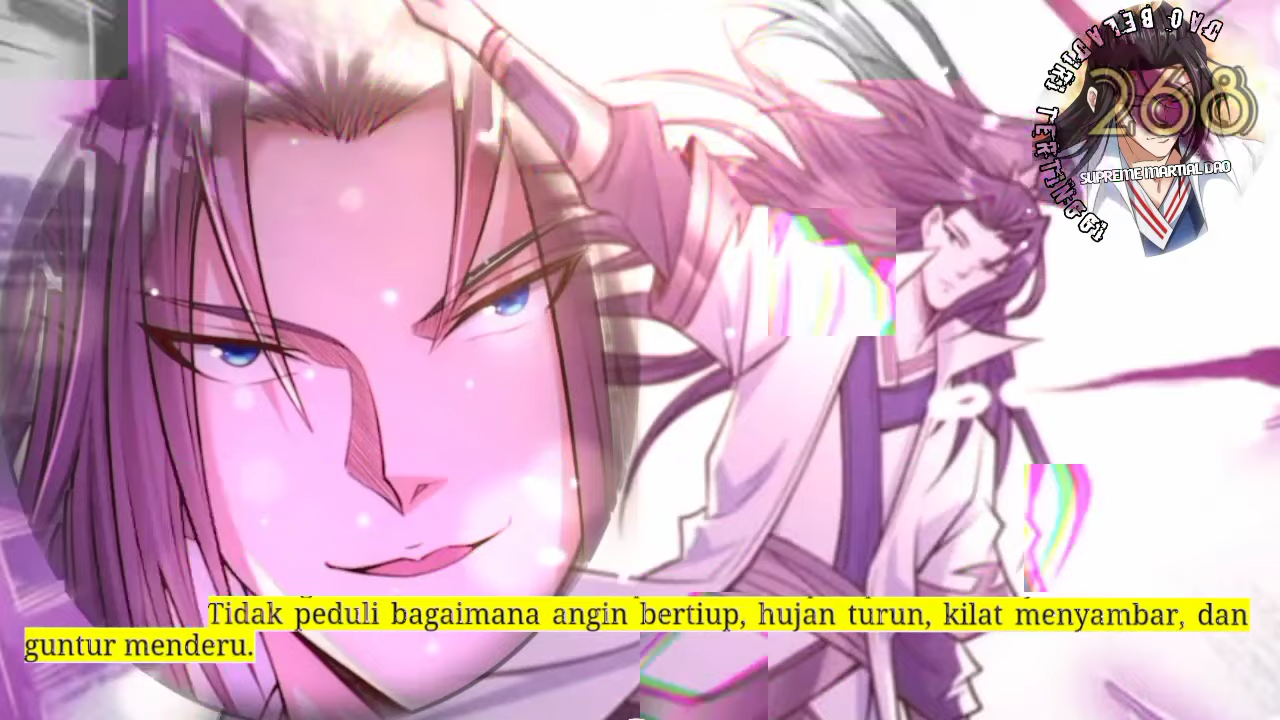 DAO BELADIRI TERTINGGI
268
SUPREME MARTIAL DAO
Tidak peduli bagaimana angin bertiup, hujan turun, kilat menyambar, dan
guntur menderu.